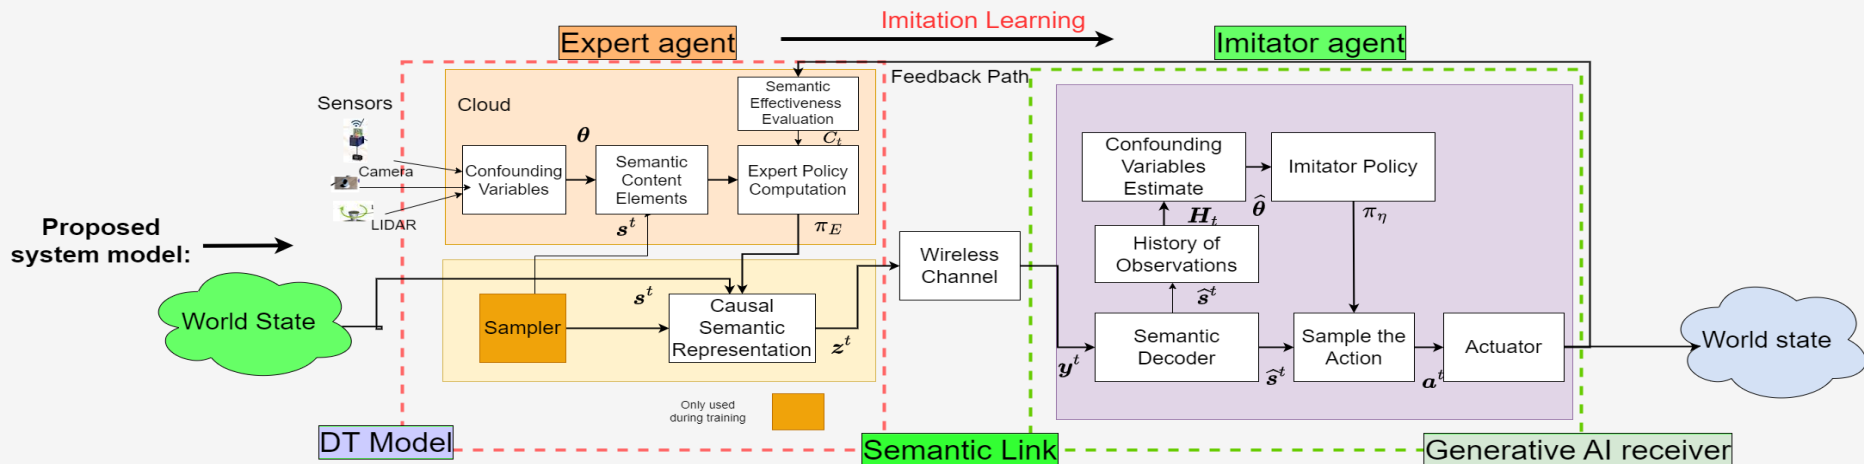 Imitation Learning
Expert agent
Imitator agent
Feedback Path
Sensors
Cloud
Semantic
Effectiveness
Evaluation
C_t
θ
Camera
LIDAR
Confounding
Variables
Semantic
Content
Elements
Expert Policy
Computation
s^t
π_E
Proposed
system model:
World State
s^t
Sampler
Causal
Semantic
Representation
z^t
Only used
during training
DT Model
Wireless
Channel
Semantic Link
Confounding
Variables
Estimate
θ̂
Imitator Policy
H_t
π_η
History of
Observations
ŝ^t
y^t
Semantic
Decoder
ŝ^t
Sample the
Action
a^t
Actuator
World state
Generative AI receiver